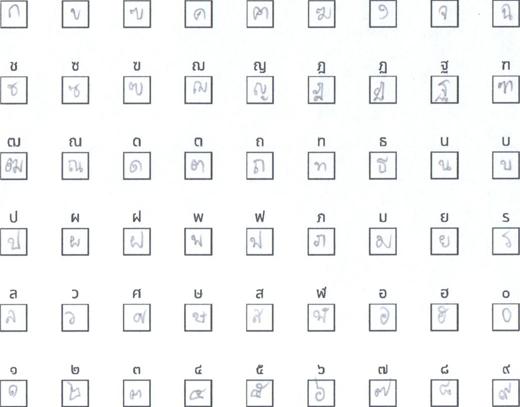 ก ข ฃ ค ฅ ฆ ง จ ฉ
ช ซ ฃ ฌ ญ ฎ ฏ ฐ ฑ
ช ซ ฃ ฌ ญ ฎ ฏ ฐ ฑ
ฒ ณ ด ต ถ ท ธ น บ
ฒ ณ ด ต ถ ท ธ น บ
ป ผ ฝ พ ฟ ภ ม ย ร
ป ผ ฝ พ ฟ ภ ม ย ร
ล ว ศ ษ ส ฬ อ ฮ ๐
ล ว ศ ษ ส ฬ อ ฮ ๐
๑ ๒ ๓ ๔ ๕ ๖ ๗ ๘ ๙
๑ ๒ ๓ ๔ ๕ ๖ ๗ ๘ ๙